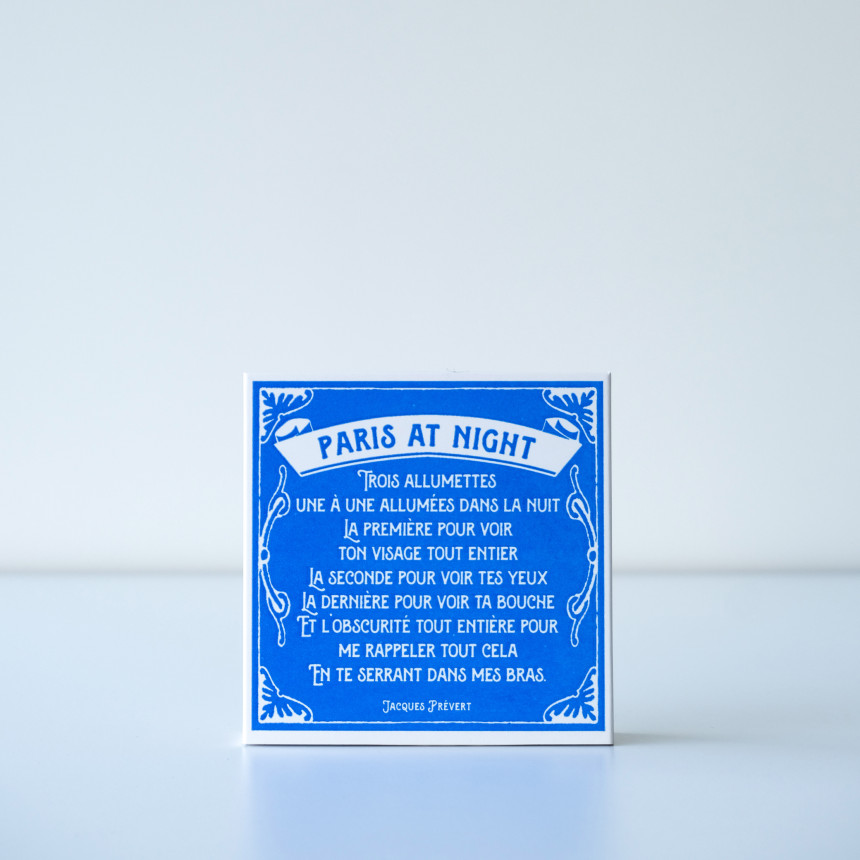 PARIS AT NIGHT
TROIS ALLUMETTES
UNE À UNE ALLUMÉES DANS LA NUIT
LA PREMIÈRE POUR VOIR
TON VISAGE TOUT ENTIER
LA SECONDE POUR VOIR TES YEUX
LA DERNIÈRE POUR VOIR TA BOUCHE
ET L'OBSCURITÉ TOUT ENTIÈRE POUR
ME RAPPELER TOUT CELA
EN TE SERRANT DANS MES BRAS.
JACQUES PRÉVERT